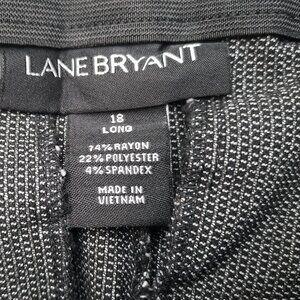 LANE BRYANT
18
LONG
74% RAYON
22% POLYESTER
4% SPANDEX
MADE IN
VIETNAM